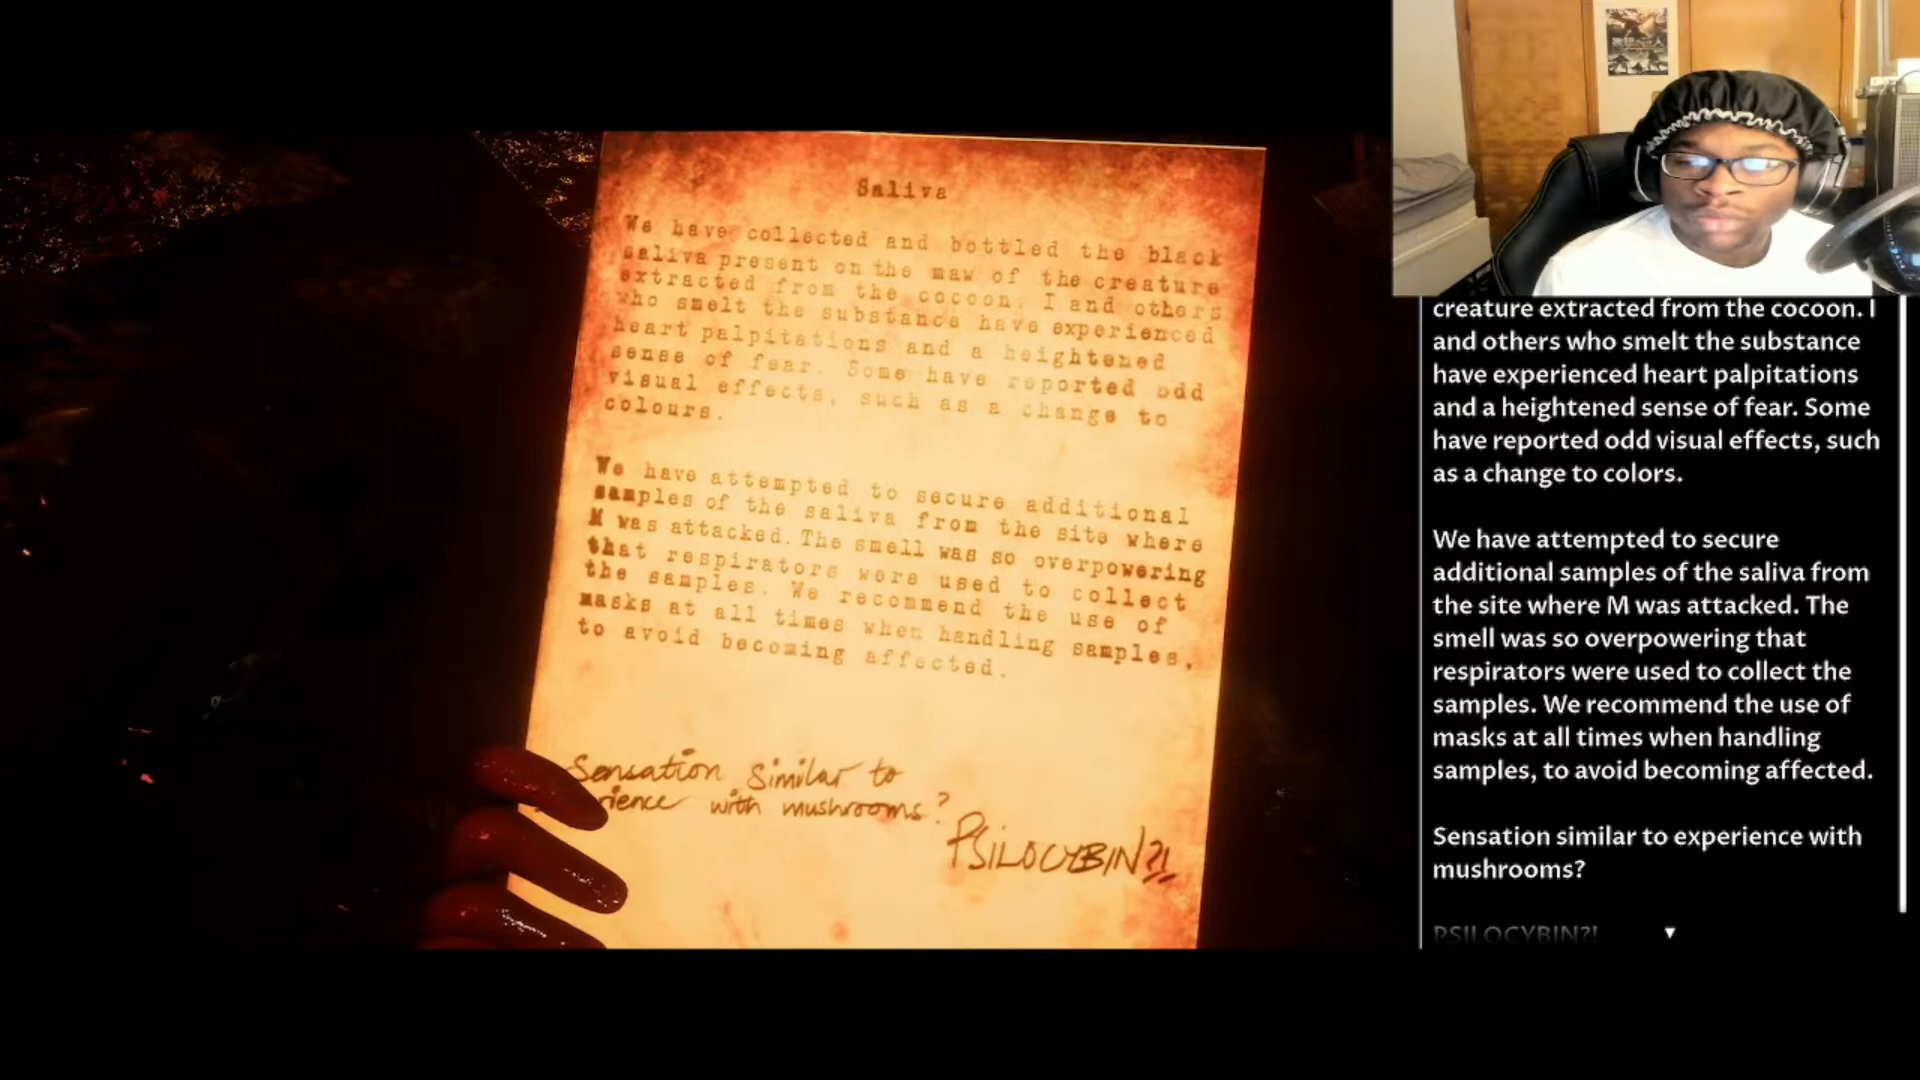 Saliva
We have collected and bottled the black
saliva present on the maw of the creature
extracted from the cocoon. I and others
who smelt the substance have experienced
heart palpitations and a heightened
sense of fear. Some have reported odd
visual effects, such as a change to
colours.
We have attempted to secure additional
samples of the saliva from the site where
M was attacked. The smell was so overpowering
that respirators were used to collect
the samples. We recommend the use of
masks at all times when handling samples,
to avoid becoming affected.
Sensation similar to
rience with mushrooms?
PSILOCYBIN?!
creature extracted from the cocoon. I
and others who smelt the substance
have experienced heart palpitations
and a heightened sense of fear. Some
have reported odd visual effects, such
as a change to colors.
We have attempted to secure
additional samples of the saliva from
the site where M was attacked. The
smell was so overpowering that
respirators were used to collect the
samples. We recommend the use of
masks at all times when handling
samples, to avoid becoming affected.
Sensation similar to experience with
mushrooms?
PSILOCYBIN?!